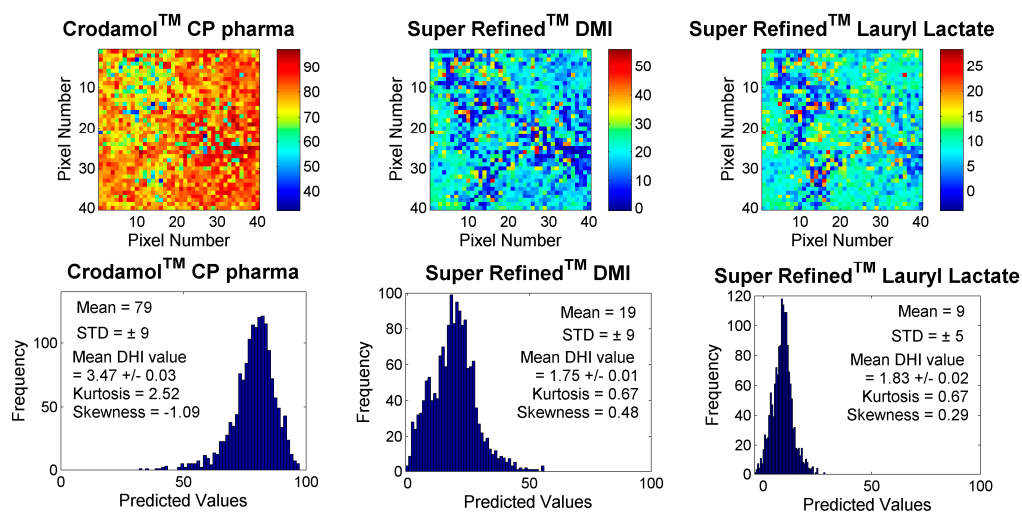 Crodamol™ CP pharma
Super Refined™ DMI
Super Refined™ Lauryl Lactate
Pixel Number
10
20
30
40
10 20 30 40
Pixel Number
90
80
70
60
50
40
Pixel Number
10
20
30
40
10 20 30 40
Pixel Number
50
40
30
20
10
0
Pixel Number
10
20
30
40
10 20 30 40
Pixel Number
25
20
15
10
5
0
Crodamol™ CP pharma
Super Refined™ DMI
Super Refined™ Lauryl Lactate
Mean = 79
STD = ± 9
Mean DHI value
= 3.47 +/- 0.03
Kurtosis = 2.52
Skewness = -1.09
Frequency
100
50
0
0 50 100
Predicted Values
Mean = 19
STD = ± 9
Mean DHI value
= 1.75 +/- 0.01
Kurtosis = 0.67
Skewness = 0.48
Frequency
100
80
60
40
20
0
0 50 100
Predicted Values
Mean = 9
STD = ± 5
Mean DHI value
= 1.83 +/- 0.02
Kurtosis = 0.67
Skewness = 0.29
Frequency
120
100
80
60
40
20
0
0 50 100
Predicted Values